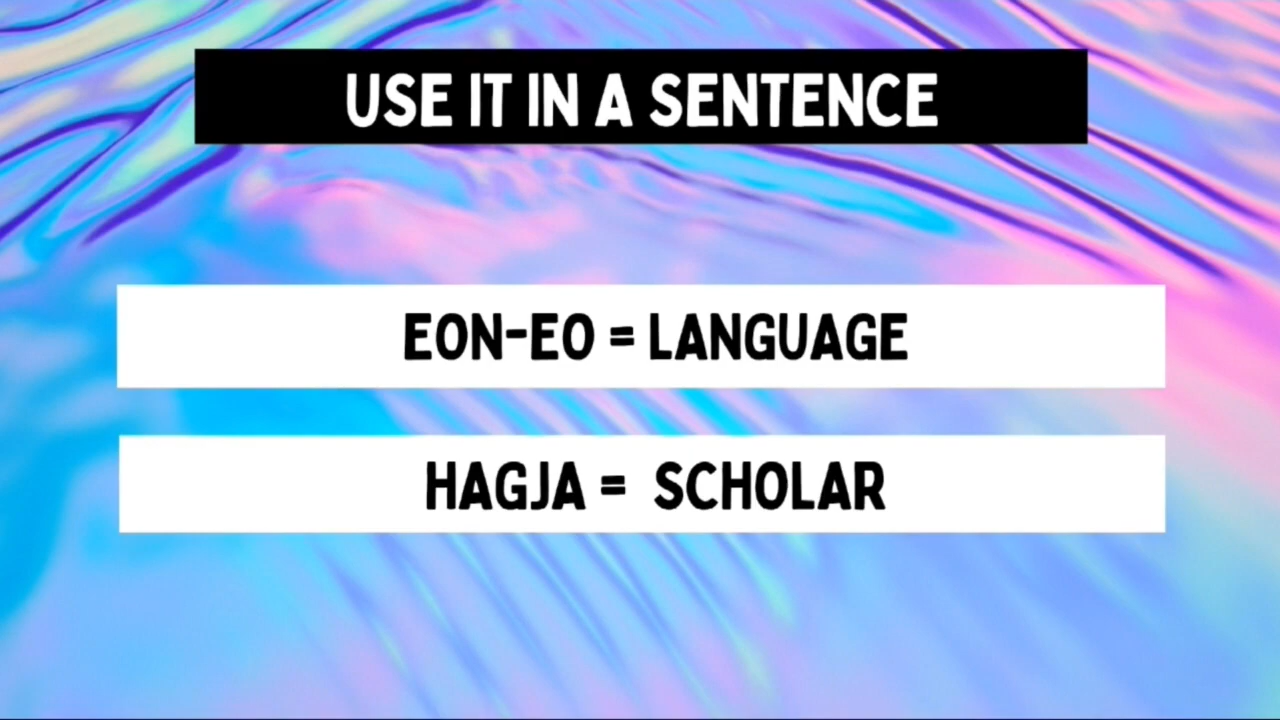 USE IT IN A SENTENCE
EON-EO = LANGUAGE
HAGJA = SCHOLAR